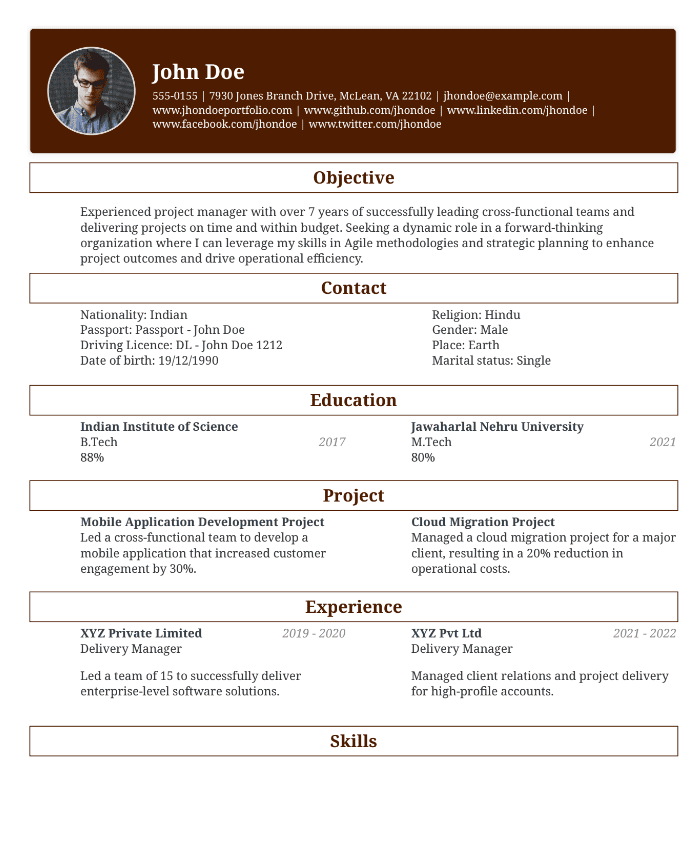 John Doe
555-0155 | 7930 Jones Branch Drive, McLean, VA 22102 | jhondoe@example.com |
www.jhondoeportfolio.com | www.github.com/jhondoe | www.linkedin.com/jhondoe |
www.facebook.com/jhondoe | www.twitter.com/jhondoe
Objective
Experienced project manager with over 7 years of successfully leading cross-functional teams and
delivering projects on time and within budget. Seeking a dynamic role in a forward-thinking
organization where I can leverage my skills in Agile methodologies and strategic planning to enhance
project outcomes and drive operational efficiency.
Contact
Nationality: Indian
Passport: Passport - John Doe
Driving Licence: DL - John Doe 1212
Date of birth: 19/12/1990
Religion: Hindu
Gender: Male
Place: Earth
Marital status: Single
Education
Indian Institute of Science
B.Tech 2017
88%
Jawaharlal Nehru University
M.Tech 2021
80%
Project
Mobile Application Development Project
Led a cross-functional team to develop a
mobile application that increased customer
engagement by 30%.
Cloud Migration Project
Managed a cloud migration project for a major
client, resulting in a 20% reduction in
operational costs.
Experience
XYZ Private Limited 2019 - 2020
Delivery Manager
Led a team of 15 to successfully deliver
enterprise-level software solutions.
XYZ Pvt Ltd 2021 - 2022
Delivery Manager
Managed client relations and project delivery
for high-profile accounts.
Skills